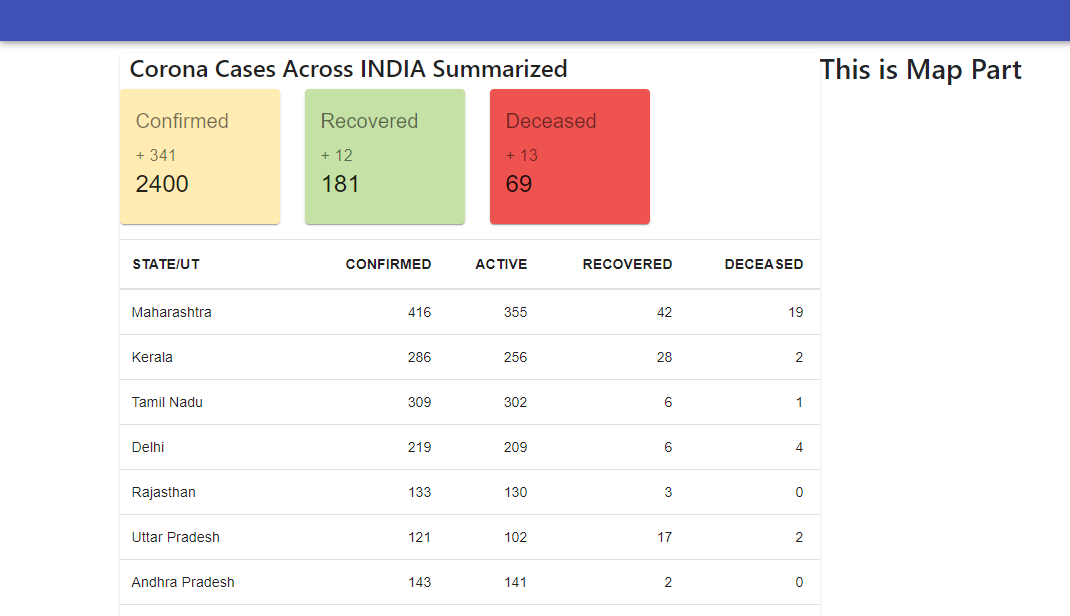 Corona Cases Across INDIA Summarized
This is Map Part
Confirmed
+ 341
2400
Recovered
+ 12
181
Deceased
+ 13
69
STATE/UT CONFIRMED ACTIVE RECOVERED DECEASED
Maharashtra 416 355 42 19
Kerala 286 256 28 2
Tamil Nadu 309 302 6 1
Delhi 219 209 6 4
Rajasthan 133 130 3 0
Uttar Pradesh 121 102 17 2
Andhra Pradesh 143 141 2 0